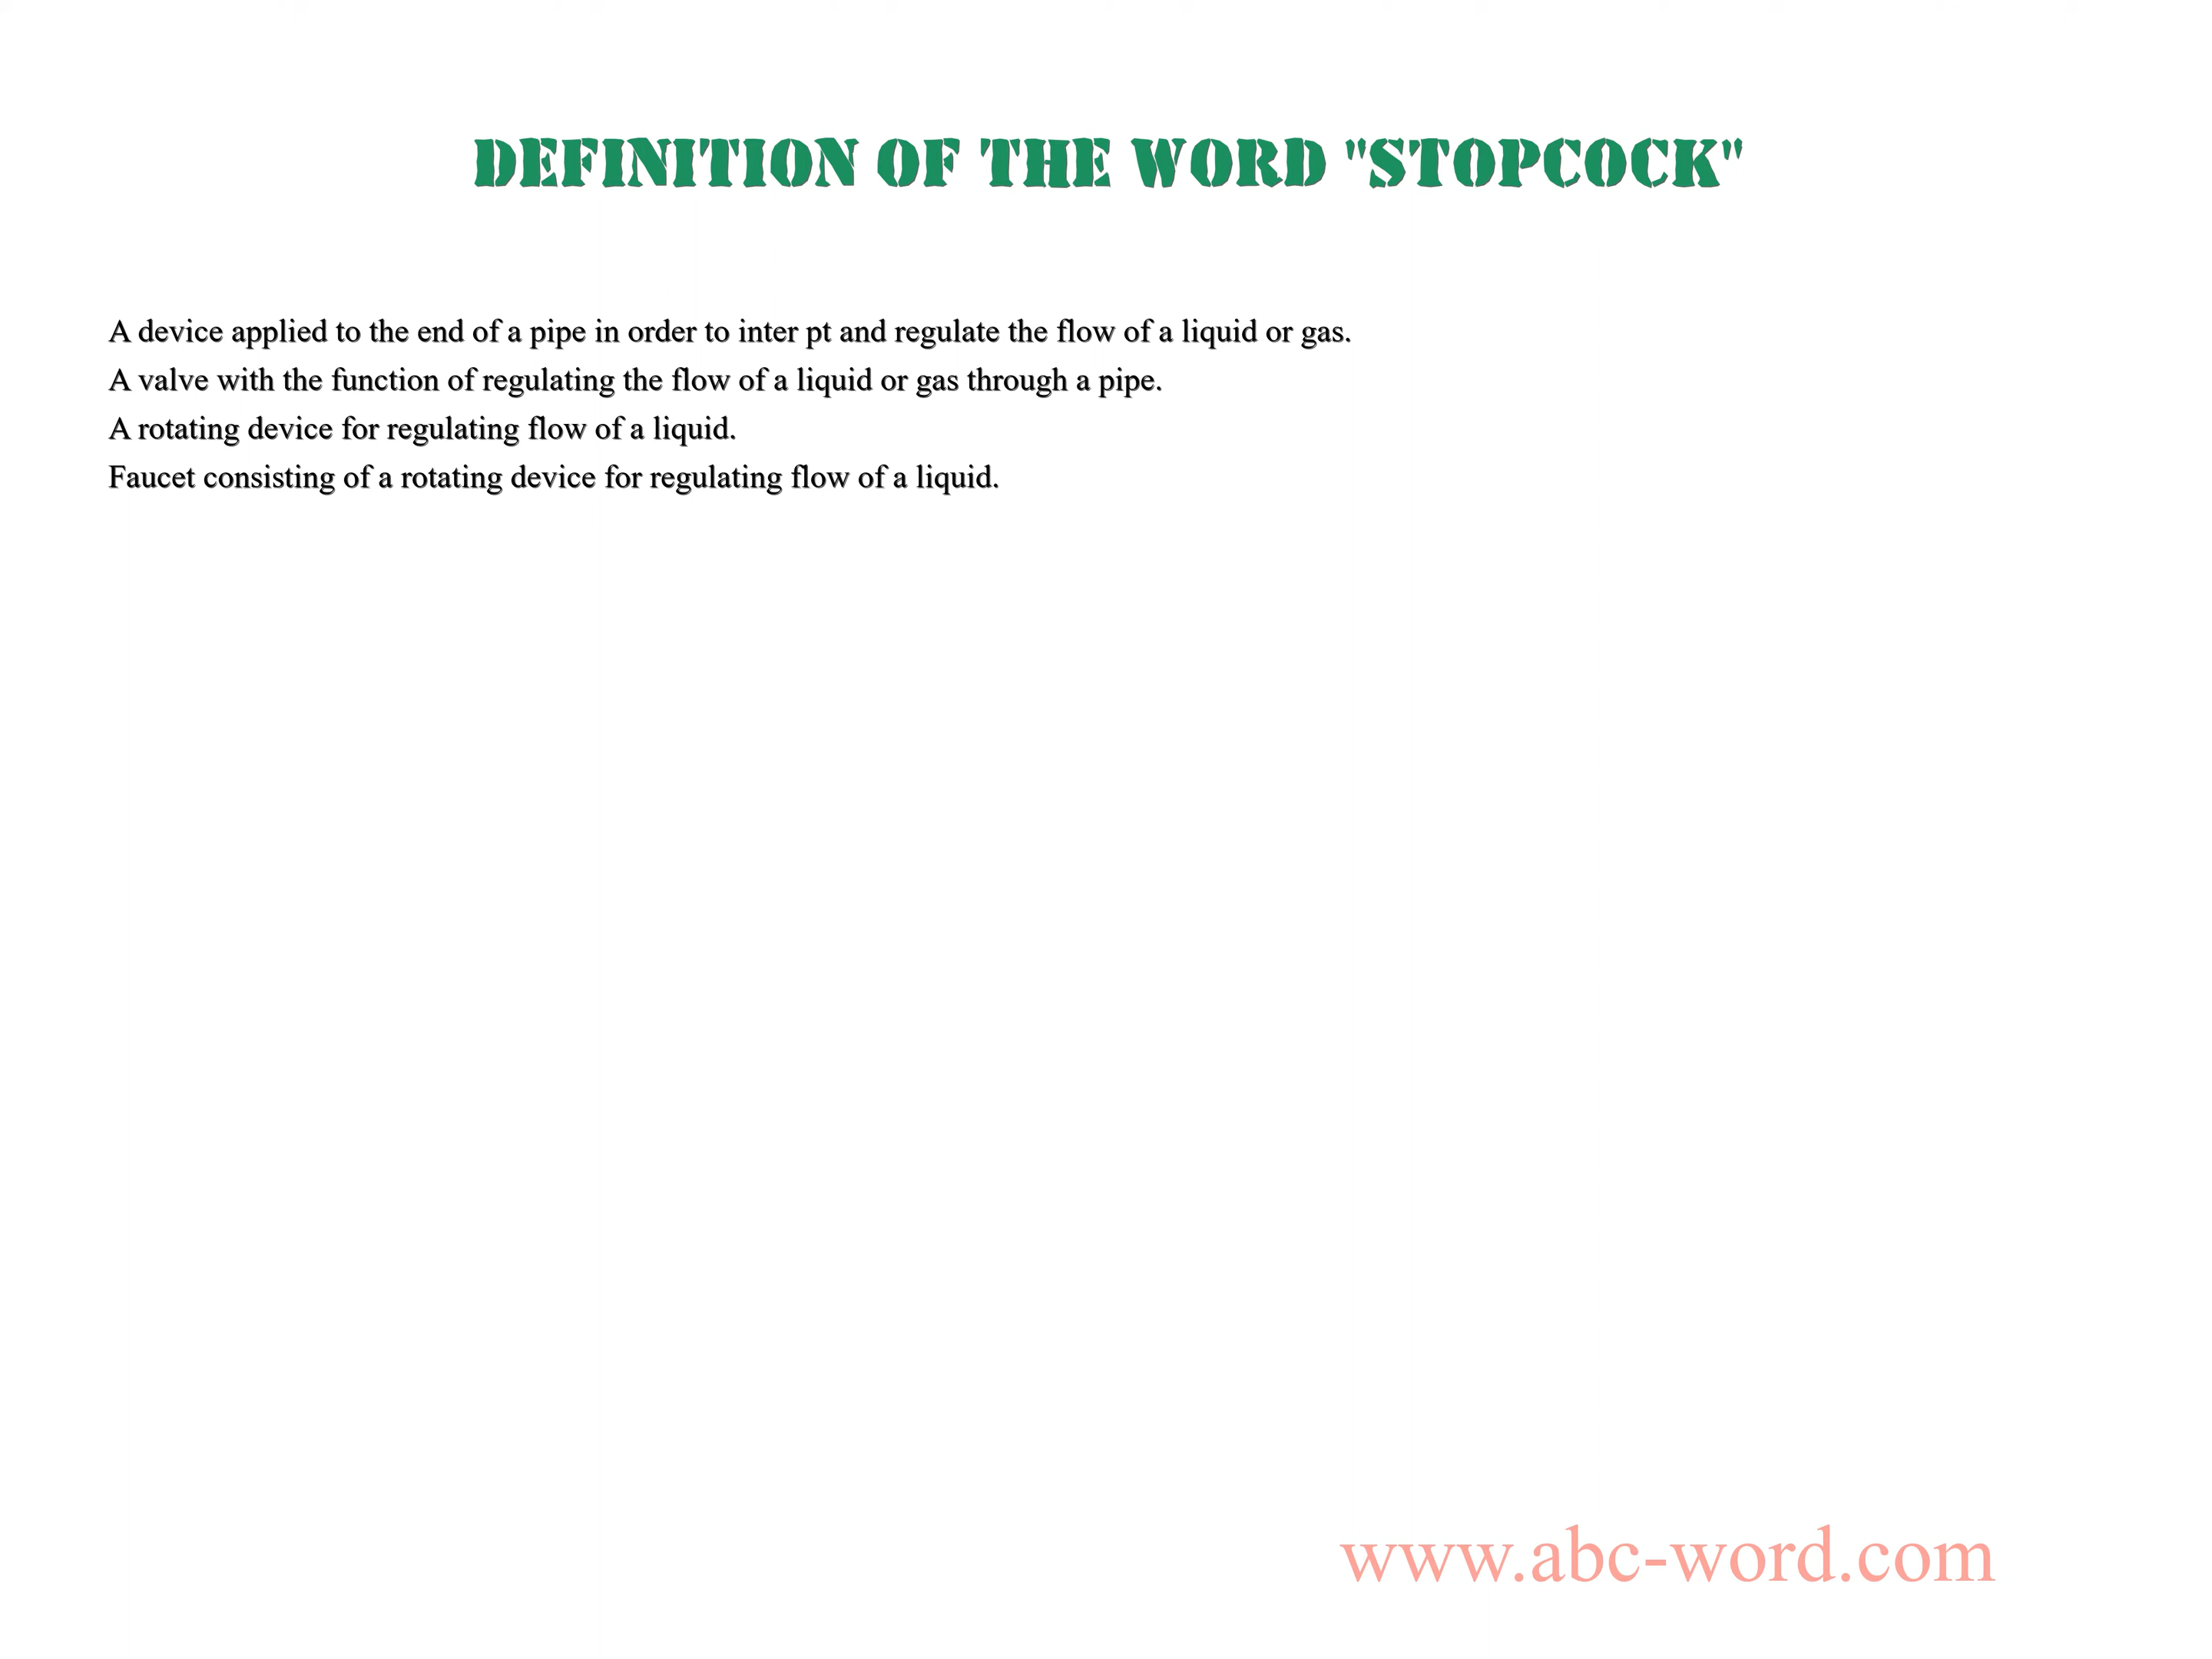 DEFINITION OF THE WORD "STOPCOCK"
A device applied to the end of a pipe in order to inter pt and regulate the flow of a liquid or gas.
A valve with the function of regulating the flow of a liquid or gas through a pipe.
A rotating device for regulating flow of a liquid.
Faucet consisting of a rotating device for regulating flow of a liquid.
www.abc-word.com